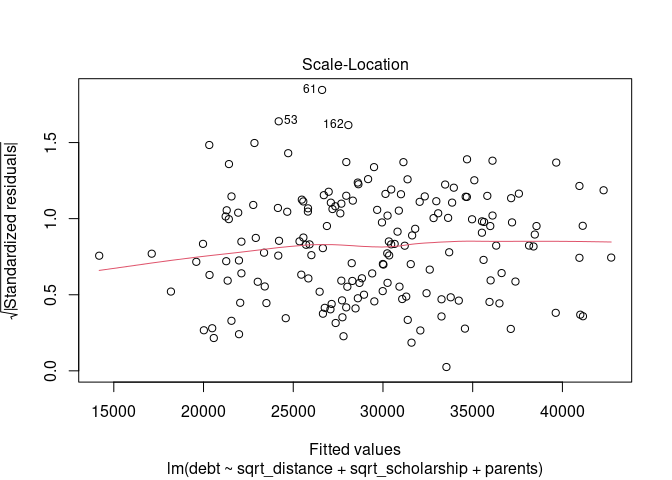 Scale-Location
61
53
162
√|Standardized residuals|
1.5
1.0
0.5
0.0
15000 20000 25000 30000 35000 40000
Fitted values
lm(debt ~ sqrt_distance + sqrt_scholarship + parents)